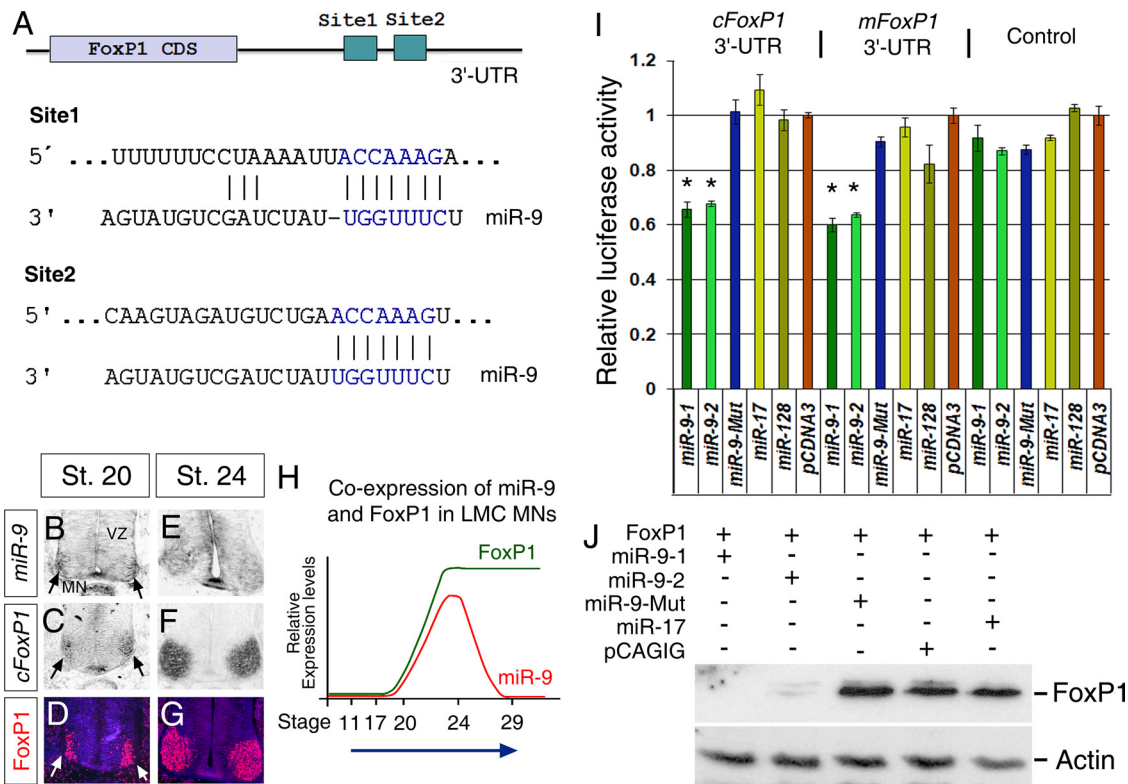 A
Site1 Site2
FoxP1 CDS
3'-UTR
Site1
5´ ...UUUUUUCCUAAAAUUACCAAAGA...
3' AGUAUGUCGAUCUAU-UGGUUUCU miR-9
Site2
5' ...CAAGUAGAUGUCUGAACCAAAGU...
3' AGUAUGUCGAUCUAUUGGUUUCU miR-9
St. 20 St. 24
miR-9
B VZ MN E
cFoxP1
C F
FoxP1
D G
H
Co-expression of miR-9
and FoxP1 in LMC MNs
Relative
Expression levels
FoxP1
miR-9
Stage 11 17 20 24 29
I
cFoxP1 3'-UTR | mFoxP1 3'-UTR | Control
Relative luciferase activity
1.2
1
0.8
0.6
0.4
0.2
0
* * * *
miR-9-1 miR-9-2 miR-9-Mut miR-17 miR-128 pCDNA3 miR-9-1 miR-9-2 miR-9-Mut miR-17 miR-128 pCDNA3 miR-9-1 miR-9-2 miR-9-Mut miR-17 miR-128 pCDNA3
J
FoxP1 + + + + +
miR-9-1 + - - - -
miR-9-2 - + - - -
miR-9-Mut - - + - -
miR-17 - - - - +
pCAGIG - - - + -
FoxP1
Actin